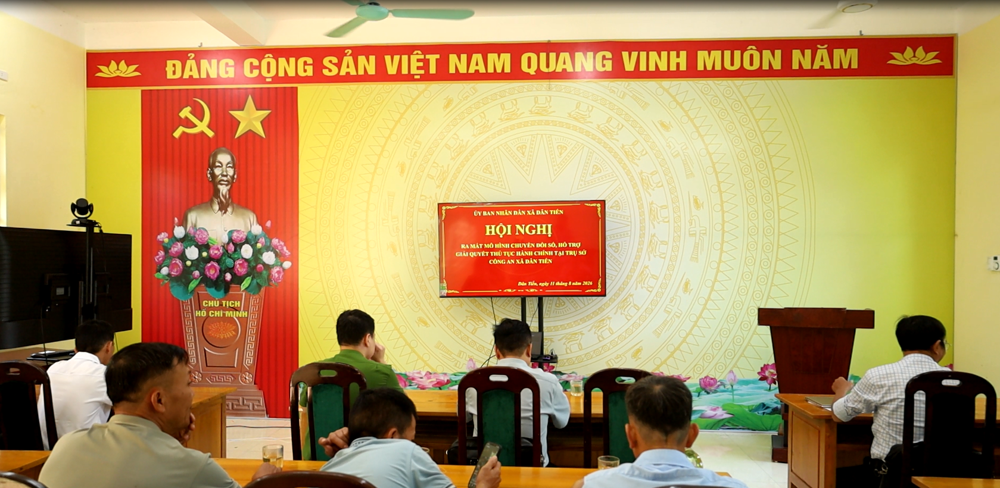 ĐẢNG CỘNG SẢN VIỆT NAM QUANG VINH MUÔN NĂM
ỦY BAN NHÂN DÂN XÃ DÂN TIẾN
HỘI NGHỊ
RA MẮT MÔ HÌNH CHUYỂN ĐỔI SỐ, HỖ TRỢ
GIẢI QUYẾT THỦ TỤC HÀNH CHÍNH TẠI TRỤ SỞ
CÔNG AN XÃ DÂN TIẾN
Dân Tiến, ngày 11 tháng 8 năm 2026
CHỦ TỊCH
HỒ CHÍ MINH